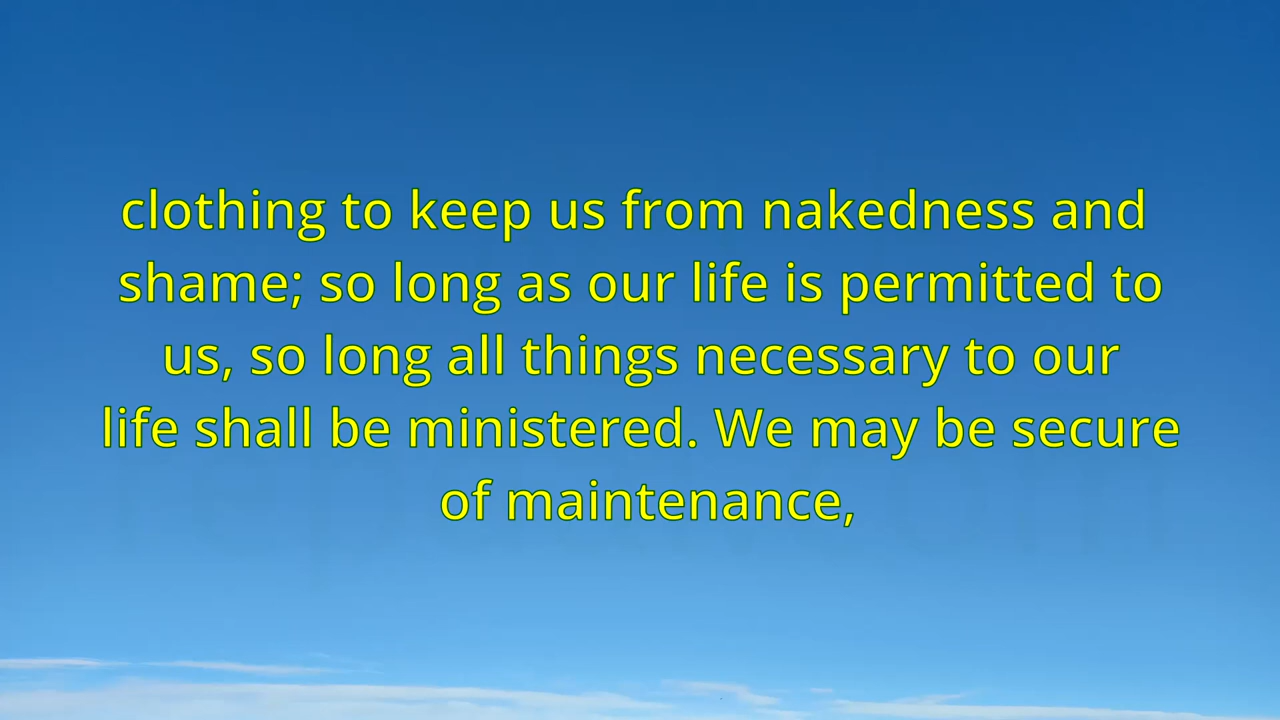 clothing to keep us from nakedness and
shame; so long as our life is permitted to
us, so long all things necessary to our
life shall be ministered. We may be secure
of maintenance,